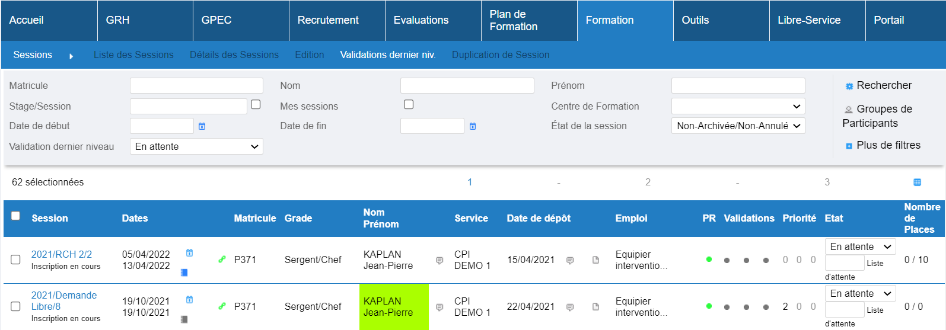 Accueil GRH GPEC Recrutement Evaluations Plan de Formation Formation Outils Libre-Service Portail
Sessions Liste des Sessions Détails des Sessions Edition Validations dernier niv. Duplication de Session
Matricule Nom Prénom Rechercher
Stage/Session Mes sessions Centre de Formation Groupes de Participants
Date de début Date de fin État de la session Non-Archivée/Non-Annulé
Validation dernier niveau En attente Plus de filtres
62 sélectionnées 1 - 2 - 3
Session Dates Matricule Grade Nom Prénom Service Date de dépôt Emploi PR Validations Priorité Etat Nombre de Places
2021/RCH 2/2 05/04/2022 P371 Sergent/Chef KAPLAN CPI 15/04/2021 Equipier 0 0 0 En attente 0 / 10
Inscription en cours 13/04/2022 Jean-Pierre DEMO 1 interventio... Liste d'attente
2021/Demande 19/10/2021 P371 Sergent/Chef KAPLAN CPI 22/04/2021 Equipier 2 0 0 En attente 0 / 0
Libre/8 19/10/2021 Jean-Pierre DEMO 1 interventio... Liste d'attente
Inscription en cours